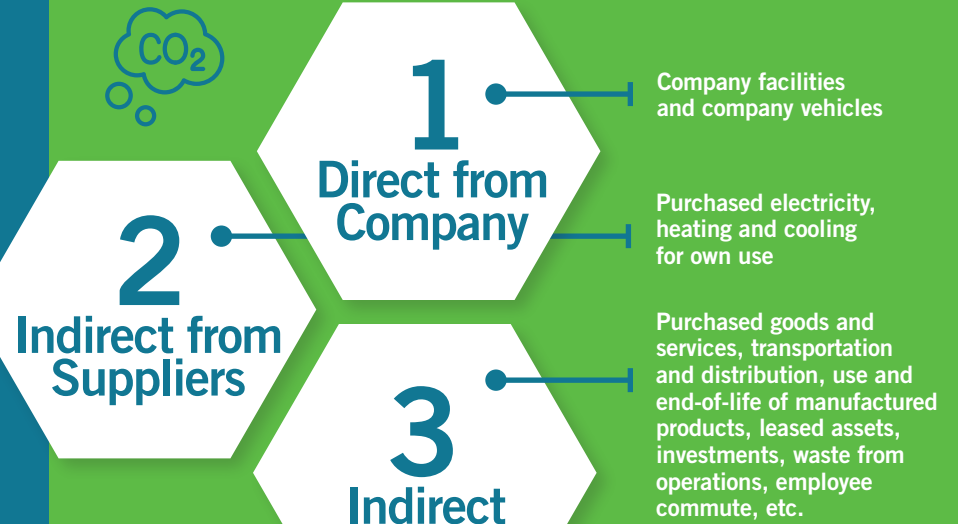 CO₂
1
Direct from
Company
Company facilities
and company vehicles
2
Indirect from
Suppliers
Purchased electricity,
heating and cooling
for own use
3
Indirect
Purchased goods and
services, transportation
and distribution, use and
end-of-life of manufactured
products, leased assets,
investments, waste from
operations, employee
commute, etc.